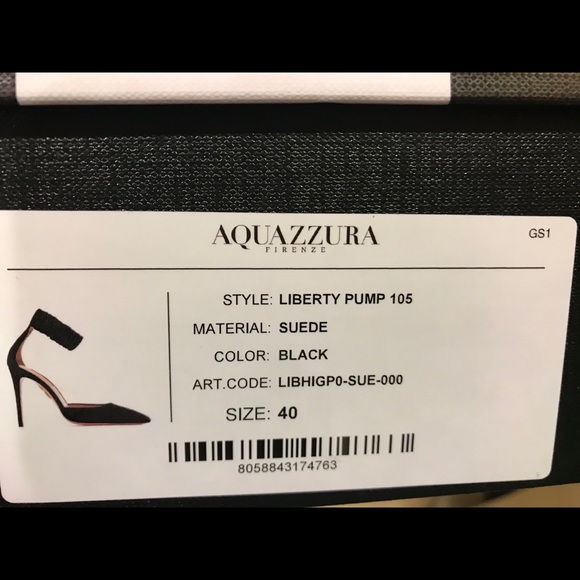 AQUAZZURA
FIRENZE
GS1
STYLE: LIBERTY PUMP 105
MATERIAL: SUEDE
COLOR: BLACK
ART.CODE: LIBHIGP0-SUE-000
SIZE: 40
8058843174763